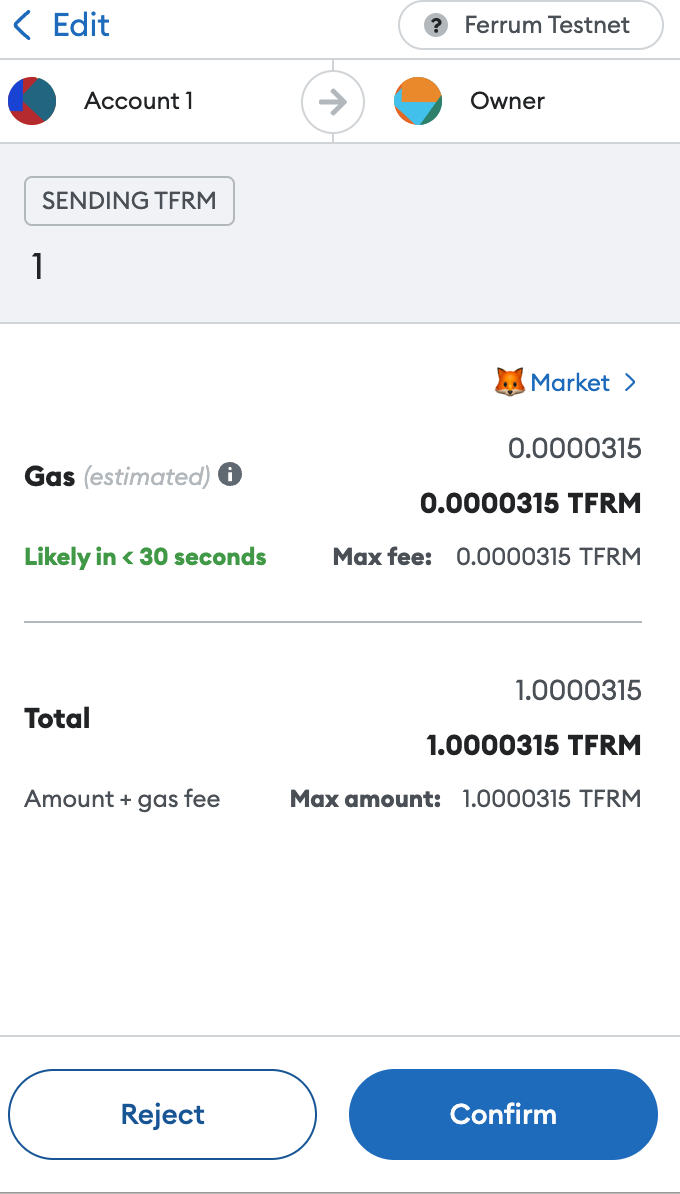 Edit
? Ferrum Testnet
Account 1
Owner
SENDING TFRM
1
Market
0.0000315
Gas (estimated) i
0.0000315 TFRM
Likely in < 30 seconds Max fee: 0.0000315 TFRM
1.0000315
Total
1.0000315 TFRM
Amount + gas fee Max amount: 1.0000315 TFRM
Reject
Confirm